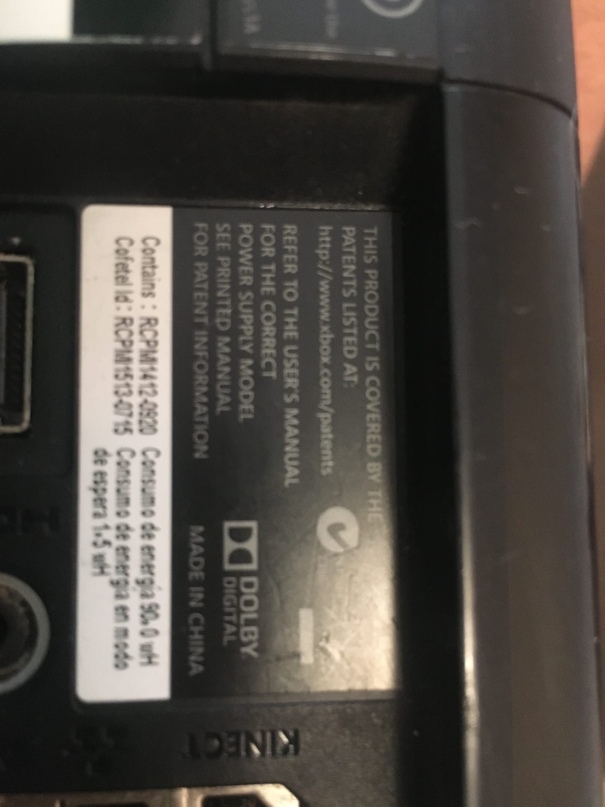 THIS PRODUCT IS COVERED BY THE
PATENTS LISTED AT:
http://www.xbox.com/patents
REFER TO THE USER'S MANUAL
FOR THE CORRECT
POWER SUPPLY MODEL
SEE PRINTED MANUAL
FOR PATENT INFORMATION
DOLBY
DIGITAL
MADE IN CHINA
Contains : RCPMI1412-0920 Consumo de energía 90.0 wH
Cofetel Id : RCPMI1513-0715 Consumo de energía en modo
de espera 1.5 wH
KINECT